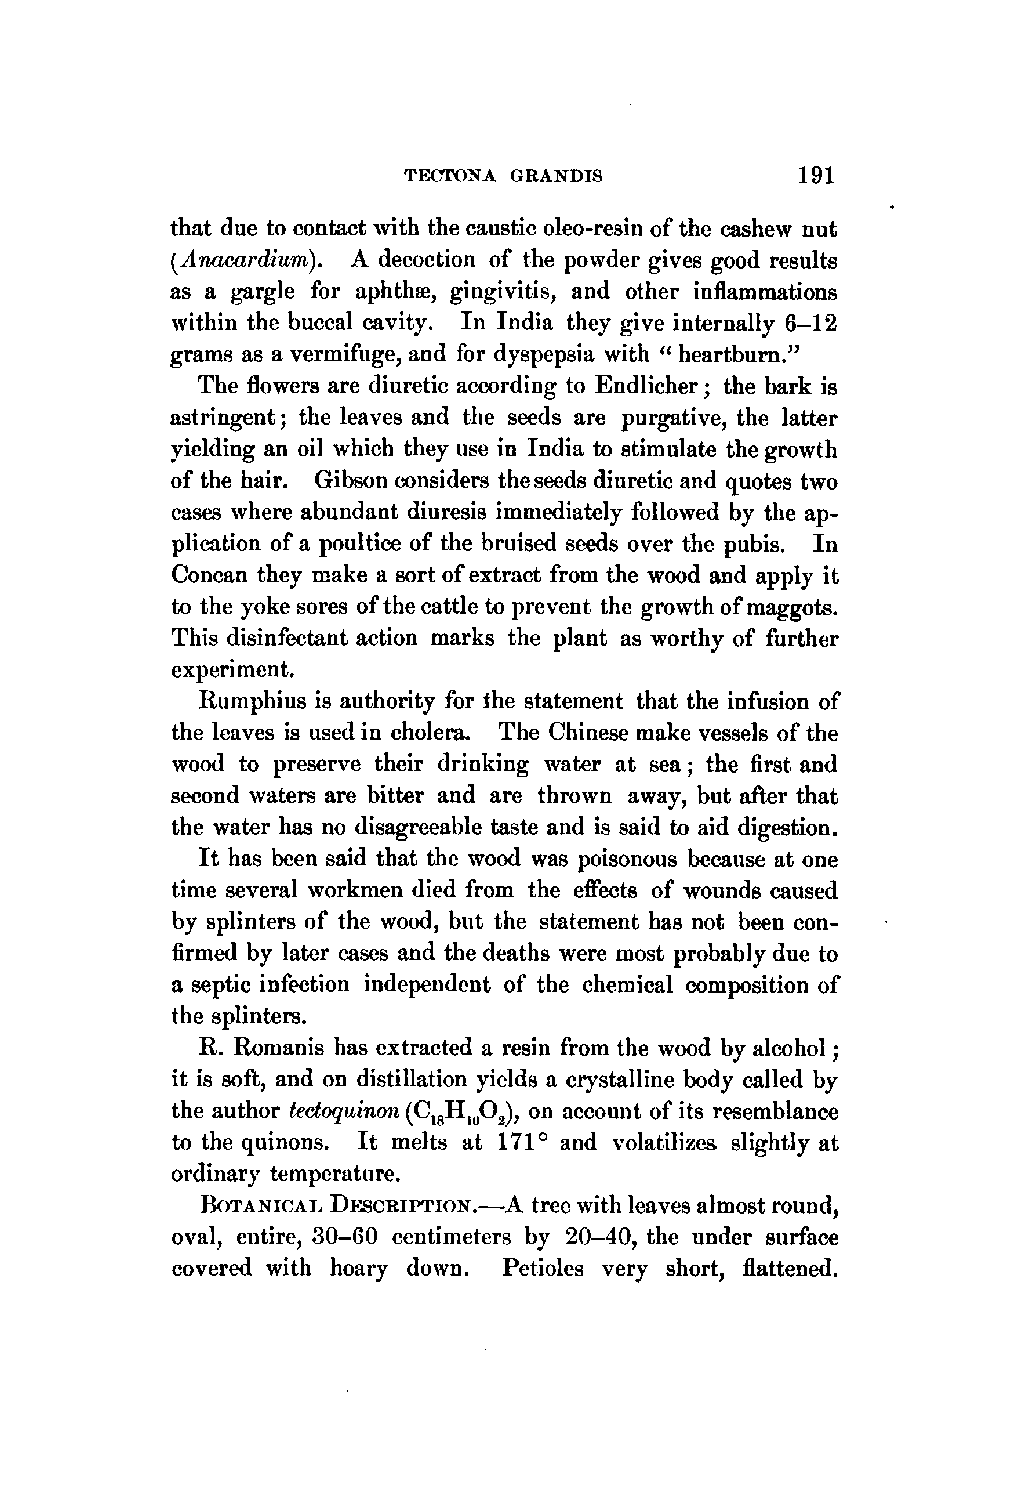 TECTONA GRANDIS 191
that due to contact with the caustic oleo-resin of the cashew nut
(Anacardium). A decoction of the powder gives good results
as a gargle for aphthæ, gingivitis, and other inflammations
within the buccal cavity. In India they give internally 6–12
grams as a vermifuge, and for dyspepsia with “ heartburn.”
The flowers are diuretic according to Endlicher; the bark is
astringent; the leaves and the seeds are purgative, the latter
yielding an oil which they use in India to stimulate the growth
of the hair. Gibson considers the seeds diuretic and quotes two
cases where abundant diuresis immediately followed by the ap-
plication of a poultice of the bruised seeds over the pubis. In
Concan they make a sort of extract from the wood and apply it
to the yoke sores of the cattle to prevent the growth of maggots.
This disinfectant action marks the plant as worthy of further
experiment.
Rumphius is authority for the statement that the infusion of
the leaves is used in cholera. The Chinese make vessels of the
wood to preserve their drinking water at sea; the first and
second waters are bitter and are thrown away, but after that
the water has no disagreeable taste and is said to aid digestion.
It has been said that the wood was poisonous because at one
time several workmen died from the effects of wounds caused
by splinters of the wood, but the statement has not been con-
firmed by later cases and the deaths were most probably due to
a septic infection independent of the chemical composition of
the splinters.
R. Romanis has extracted a resin from the wood by alcohol;
it is soft, and on distillation yields a crystalline body called by
the author tectoquinon (C₁₈H₁₀O₂), on account of its resemblance
to the quinons. It melts at 171° and volatilizes slightly at
ordinary temperature.
BOTANICAL DESCRIPTION.—A tree with leaves almost round,
oval, entire, 30–60 centimeters by 20–40, the under surface
covered with hoary down. Petioles very short, flattened.